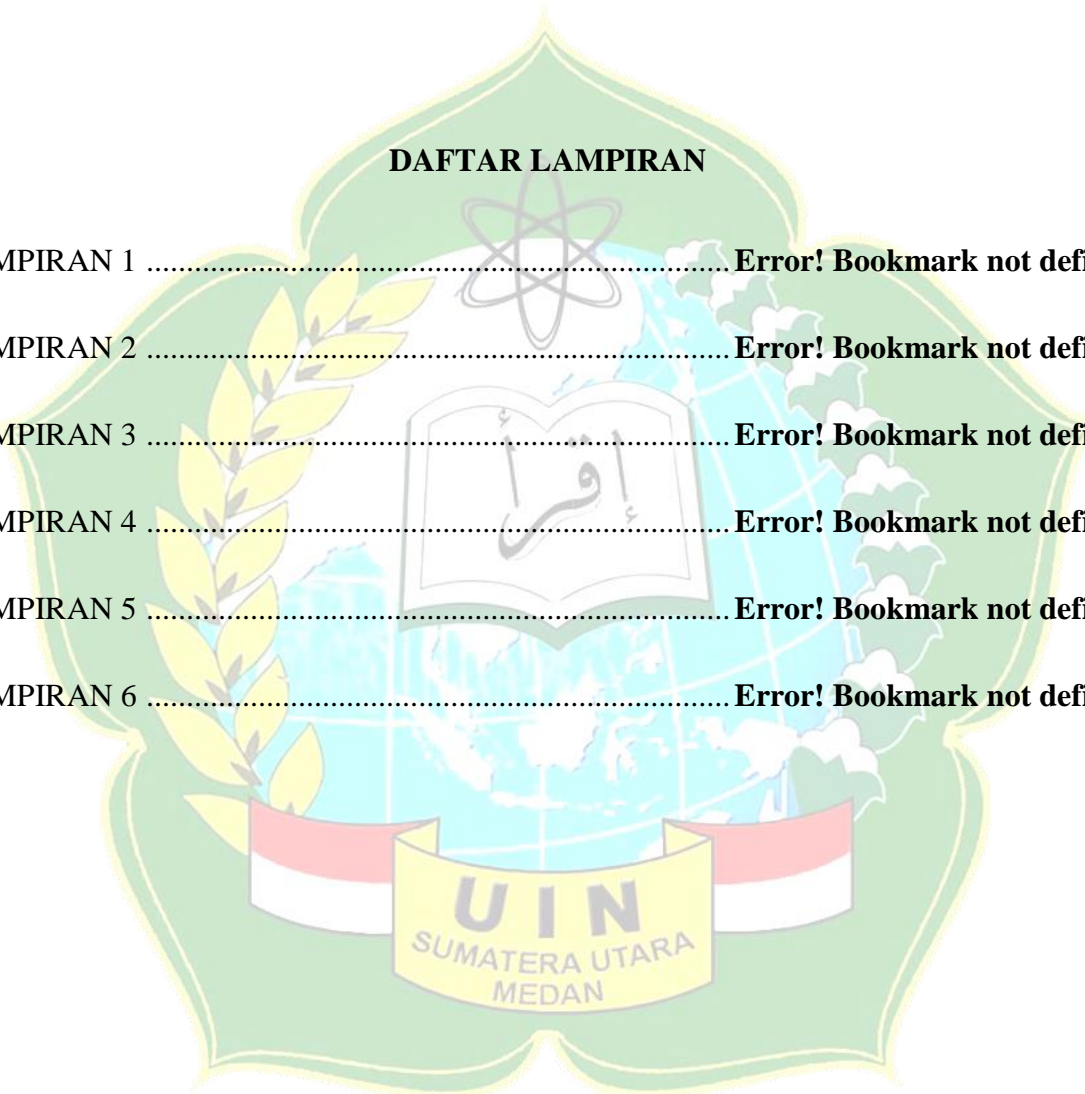 DAFTAR LAMPIRAN
MPIRAN 1 ........................................................................ Error! Bookmark not defi
MPIRAN 2 ........................................................................ Error! Bookmark not defi
MPIRAN 3 ........................................................................ Error! Bookmark not defi
إقرأ
MPIRAN 4 ........................................................................ Error! Bookmark not defi
MPIRAN 5 ........................................................................ Error! Bookmark not defi
MPIRAN 6 ........................................................................ Error! Bookmark not defi
UIN
SUMATERA UTARA
MEDAN